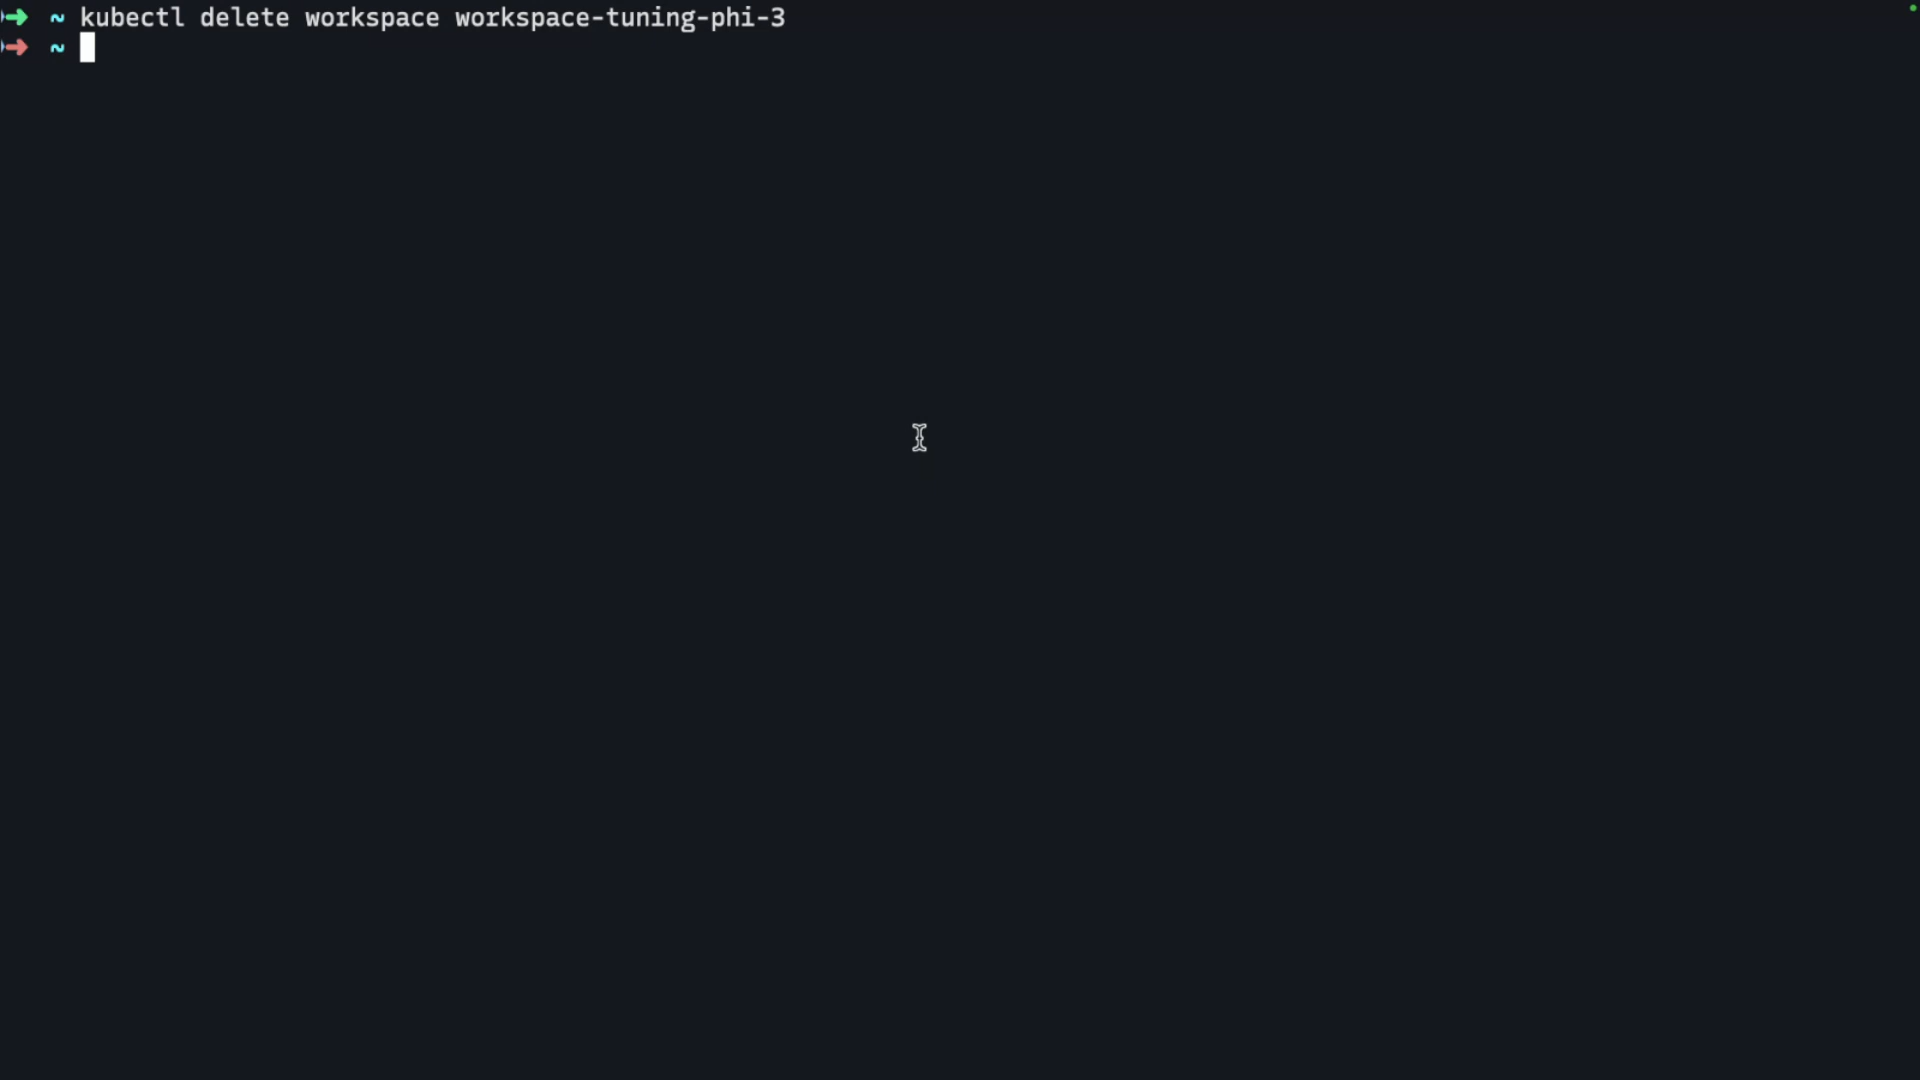 ➜ ~ kubectl delete workspace workspace-tuning-phi-3
➜ ~